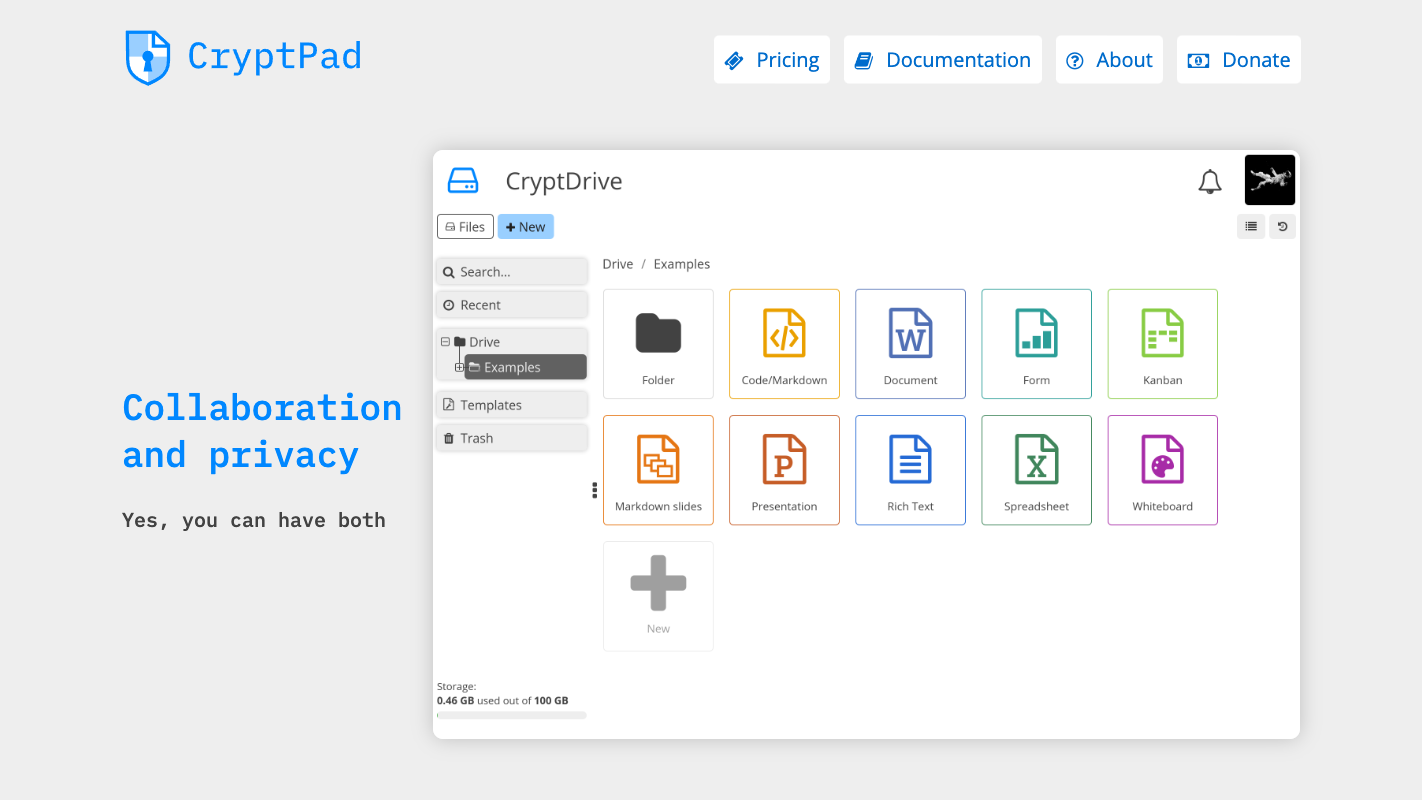 CryptPad
Pricing
Documentation
About
Donate
CryptDrive
Files
New
Search...
Recent
Drive
Examples
Templates
Trash
Drive / Examples
Folder
Code/Markdown
Document
Form
Kanban
Markdown slides
Presentation
Rich Text
Spreadsheet
Whiteboard
New
Storage:
0.46 GB used out of 100 GB
Collaboration
and privacy
Yes, you can have both